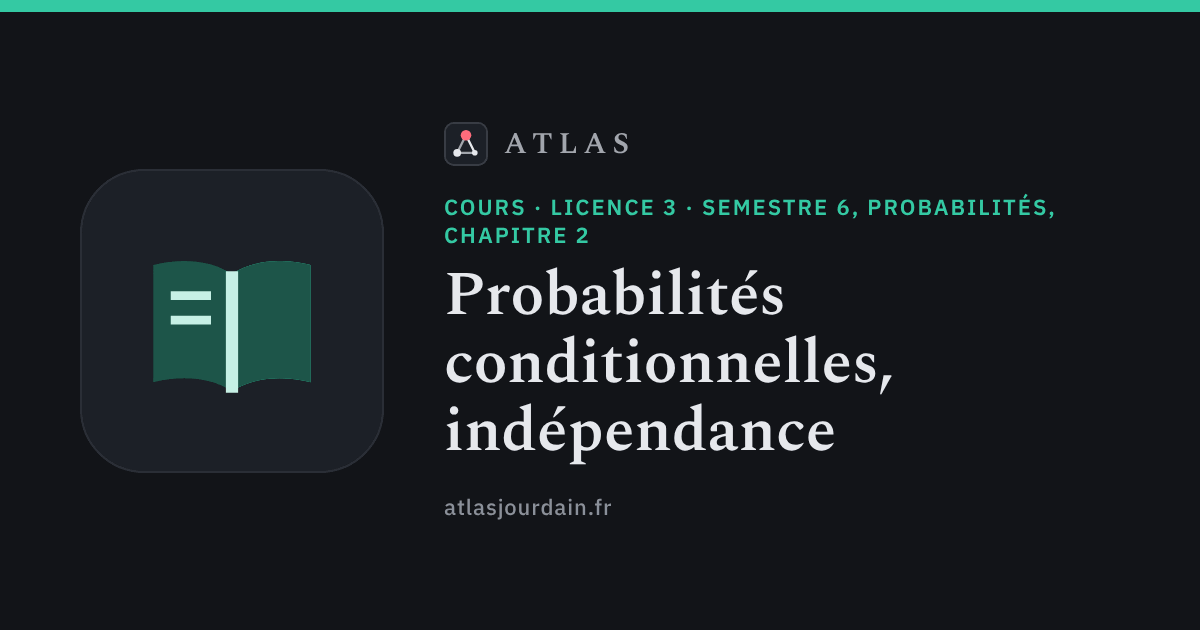 ATLAS
COURS · LICENCE 3 · SEMESTRE 6, PROBABILITÉS,
CHAPITRE 2
Probabilités
conditionnelles,
indépendance
atlasjourdain.fr